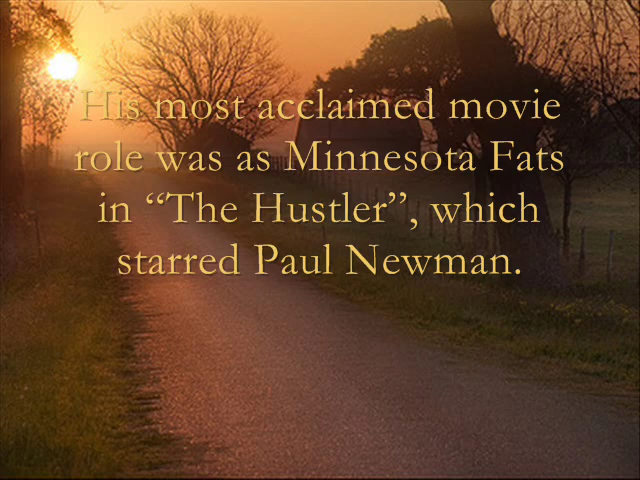 His most acclaimed movie
role was as Minnesota Fats
in “The Hustler”, which
starred Paul Newman.